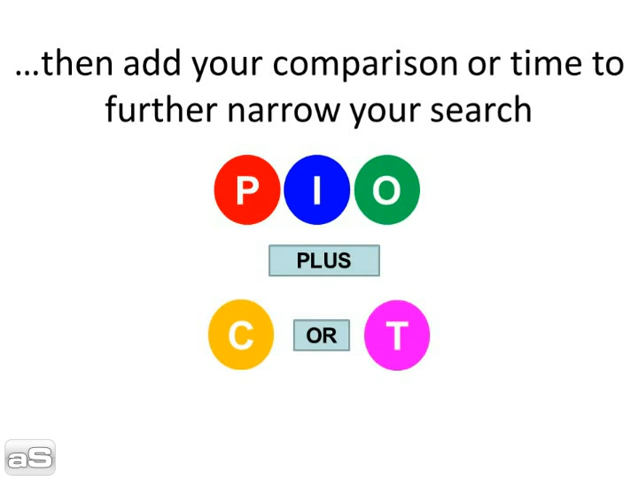 ...then add your comparison or time to
further narrow your search
P I O
PLUS
C OR T
aS